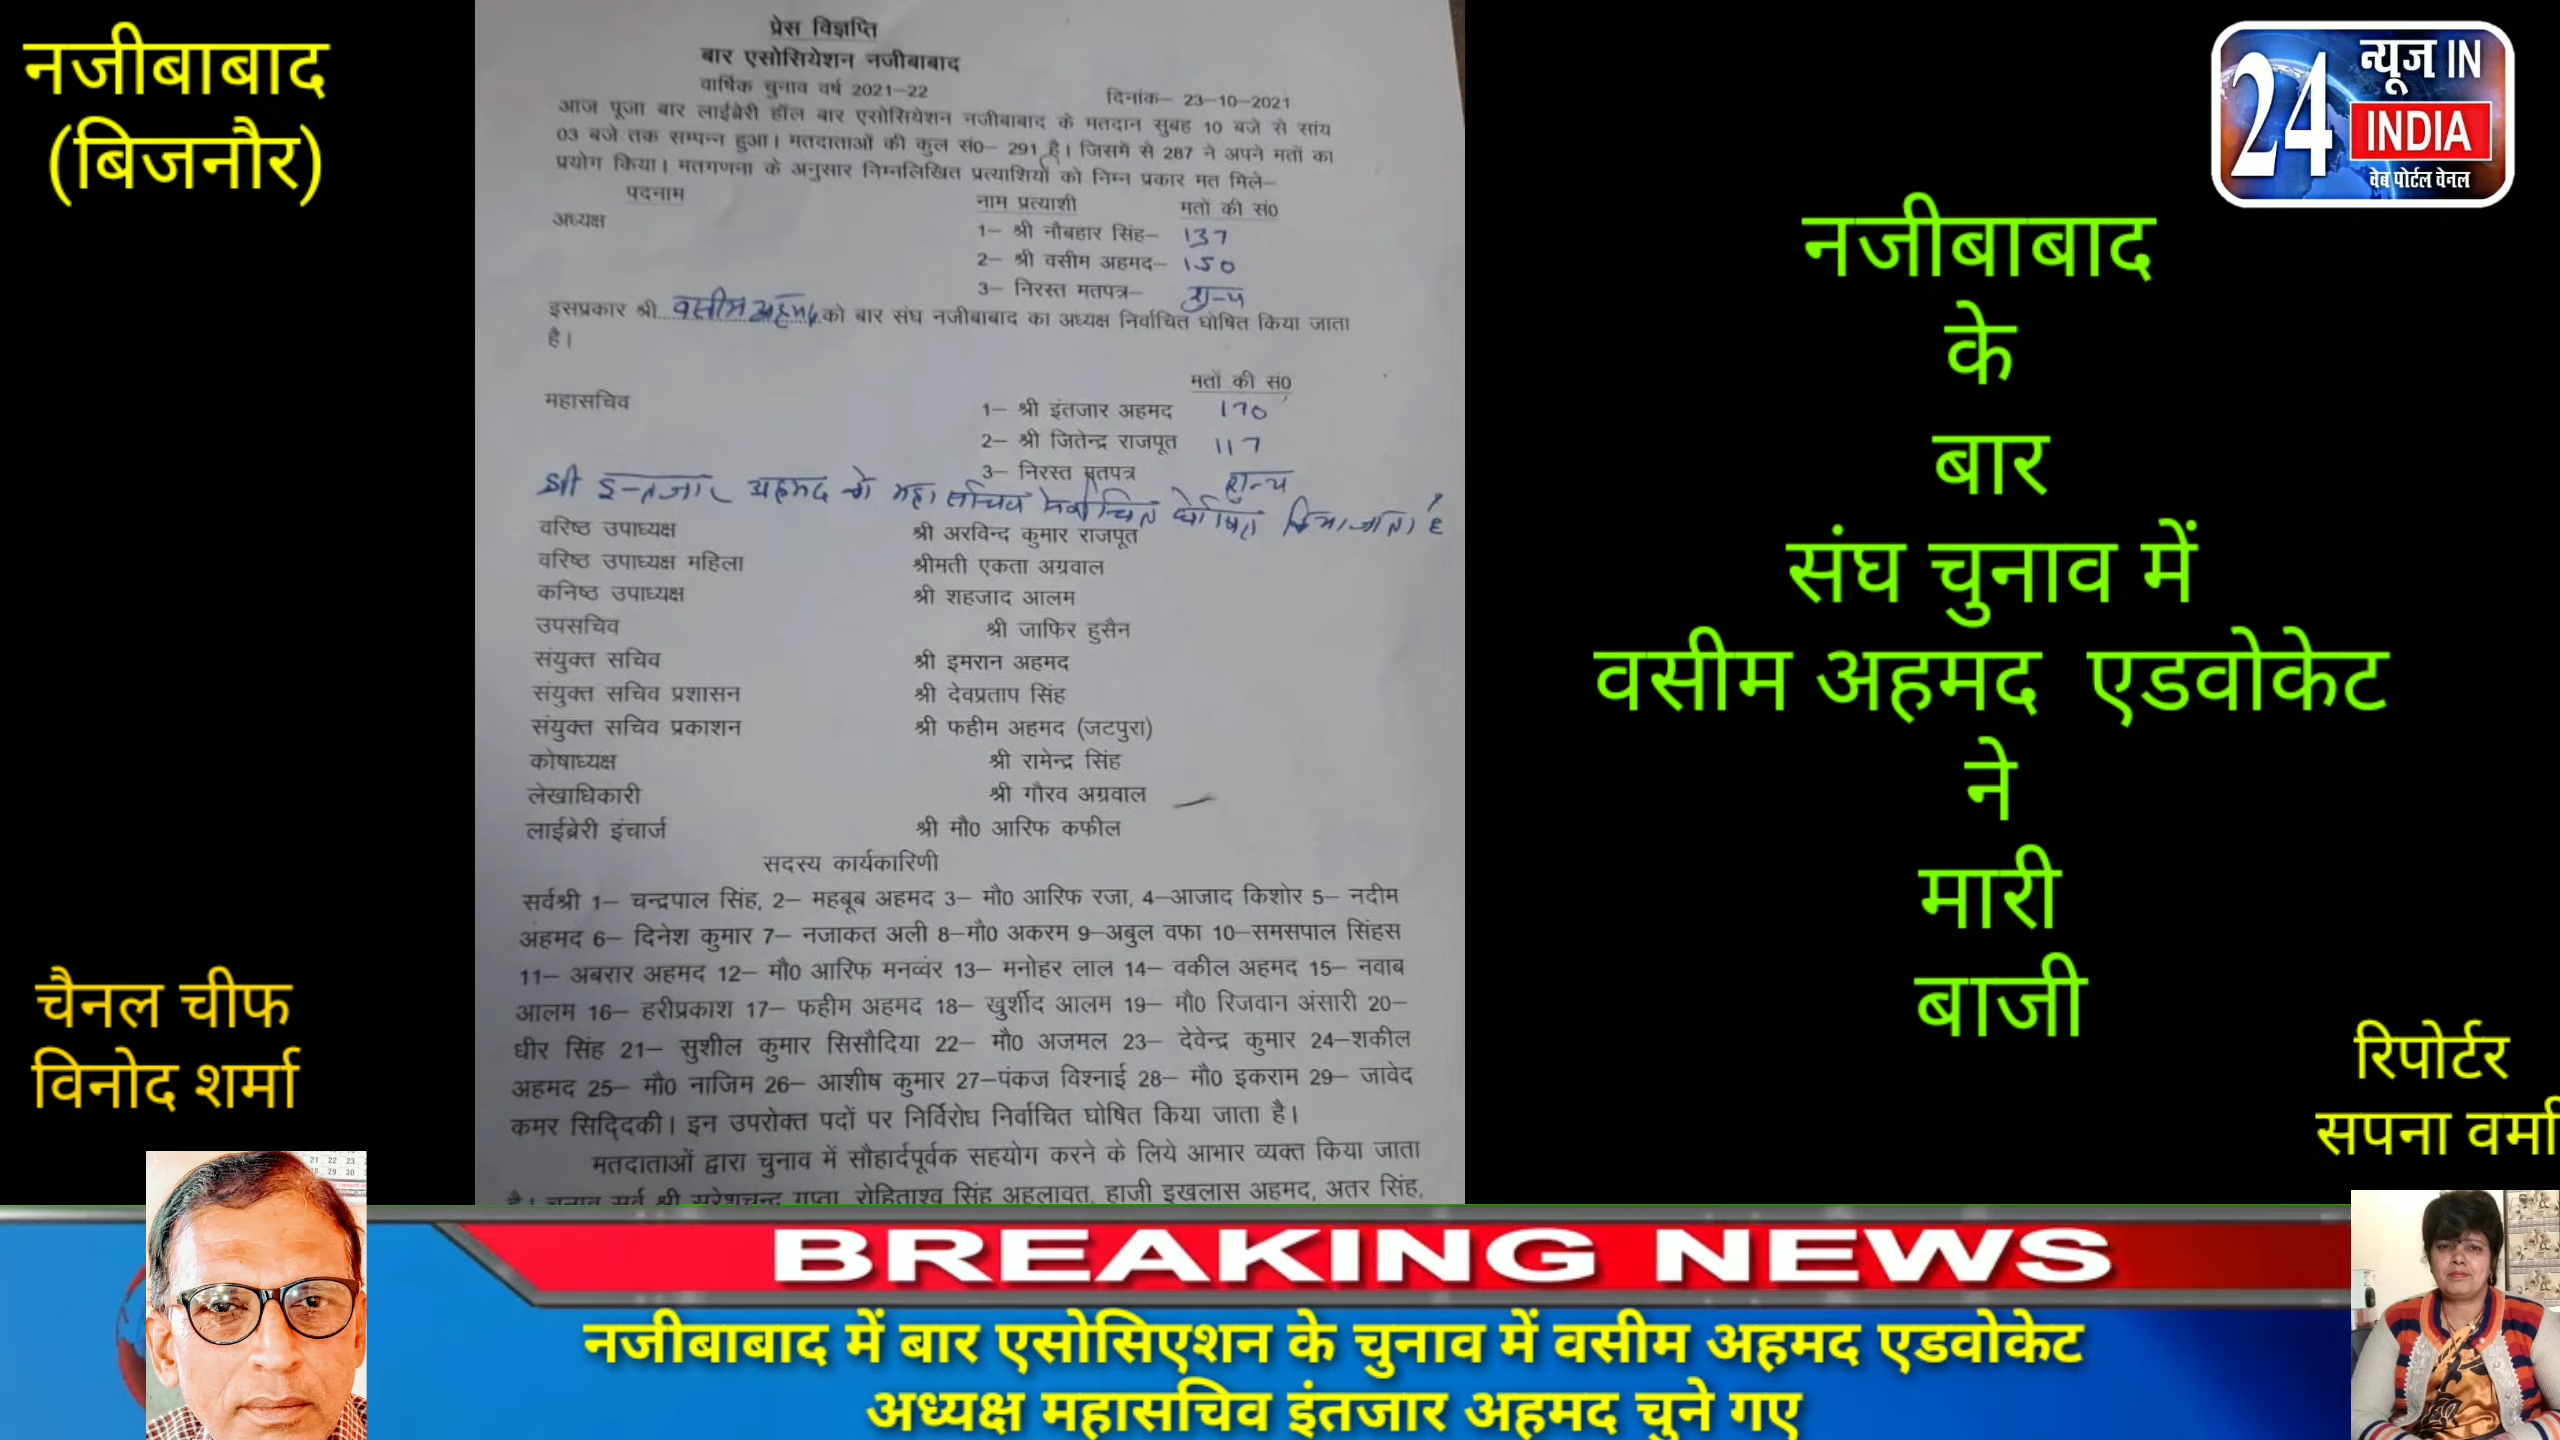 नजीबाबाद
(बिजनौर)
प्रेस विज्ञप्ति
बार एसोसियेशन नजीबाबाद
वार्षिक चुनाव वर्ष 2021–22
दिनांक– 23–10–2021
आज पूजा बार लाईब्रेरी हॉल बार एसोसियेशन नजीबाबाद के मतदान सुबह 10 बजे से सांय
03 बजे तक सम्पन्न हुआ। मतदाताओं की कुल सं0– 291 है। जिसमें से 287 ने अपने मतों का
प्रयोग किया। मतगणना के अनुसार निम्नलिखित प्रत्याशियों को निम्न प्रकार मत मिले–
पदनाम नाम प्रत्याशी मतों की सं0
अध्यक्ष
1– श्री नौबहार सिंह– 137
2– श्री वसीम अहमद– 150
3– निरस्त मतपत्र– शून्य
इसप्रकार श्री वसीम अहमद को बार संघ नजीबाबाद का अध्यक्ष निर्वाचित घोषित किया जाता
है।
मतों की सं0
महासचिव
1– श्री इंतजार अहमद 170
2– श्री जितेन्द्र राजपूत 117
3– निरस्त मतपत्र शून्य
श्री इन्तजार अहमद को महासचिव निर्वाचित घोषित किया जाता है
वरिष्ठ उपाध्यक्ष श्री अरविन्द कुमार राजपूत
वरिष्ठ उपाध्यक्ष महिला श्रीमती एकता अग्रवाल
कनिष्ठ उपाध्यक्ष श्री शहजाद आलम
उपसचिव श्री जाफिर हुसैन
संयुक्त सचिव श्री इमरान अहमद
संयुक्त सचिव प्रशासन श्री देवप्रताप सिंह
संयुक्त सचिव प्रकाशन श्री फहीम अहमद (जटपुरा)
कोषाध्यक्ष श्री रामेन्द्र सिंह
लेखाधिकारी श्री गौरव अग्रवाल
लाईब्रेरी इंचार्ज श्री मौ0 आरिफ कफील
सदस्य कार्यकारिणी
सर्वश्री 1– चन्द्रपाल सिंह, 2– महबूब अहमद 3– मौ0 आरिफ रजा, 4–आजाद किशोर 5– नदीम
अहमद 6– दिनेश कुमार 7– नजाकत अली 8–मौ0 अकरम 9–अबुल वफा 10–समसपाल सिंहस
11– अबरार अहमद 12– मौ0 आरिफ मनव्वंर 13– मनोहर लाल 14– वकील अहमद 15– नवाब
आलम 16– हरीप्रकाश 17– फहीम अहमद 18– खुर्शीद आलम 19– मौ0 रिजवान अंसारी 20–
धीर सिंह 21– सुशील कुमार सिसौदिया 22– मौ0 अजमल 23– देवेन्द्र कुमार 24–शकील
अहमद 25– मौ0 नाजिम 26– आशीष कुमार 27–पंकज विश्नाई 28– मौ0 इकराम 29– जावेद
कमर सिद्दिकी। इन उपरोक्त पदों पर निर्विरोध निर्वाचित घोषित किया जाता है।
मतदाताओं द्वारा चुनाव में सौहार्दपूर्वक सहयोग करने के लिये आभार व्यक्त किया जाता
है। चुनाव सर्व श्री सुरेशचन्द गुप्ता, रोहिताश्व सिंह अहलावत, हाजी इखलास अहमद, अतर सिंह,
24
न्यूज IN
INDIA
वेब पोर्टल चेनल
नजीबाबाद
के
बार
संघ चुनाव में
वसीम अहमद एडवोकेट
ने
मारी
बाजी
चैनल चीफ
विनोद शर्मा
रिपोर्टर
सपना वर्मा
BREAKING NEWS
नजीबाबाद में बार एसोसिएशन के चुनाव में वसीम अहमद एडवोकेट
अध्यक्ष महासचिव इंतजार अहमद चुने गए